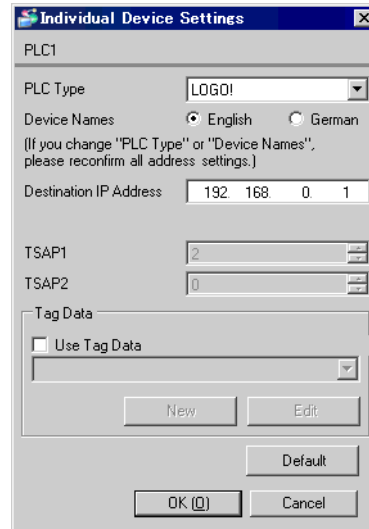 Individual Device Settings
PLC1
PLC Type LOGO!
Device Names English German
(If you change "PLC Type" or "Device Names",
please reconfirm all address settings.)
Destination IP Address 192. 168. 0. 1
TSAP1 2
TSAP2 0
Tag Data
Use Tag Data
New Edit
Default
OK (O) Cancel